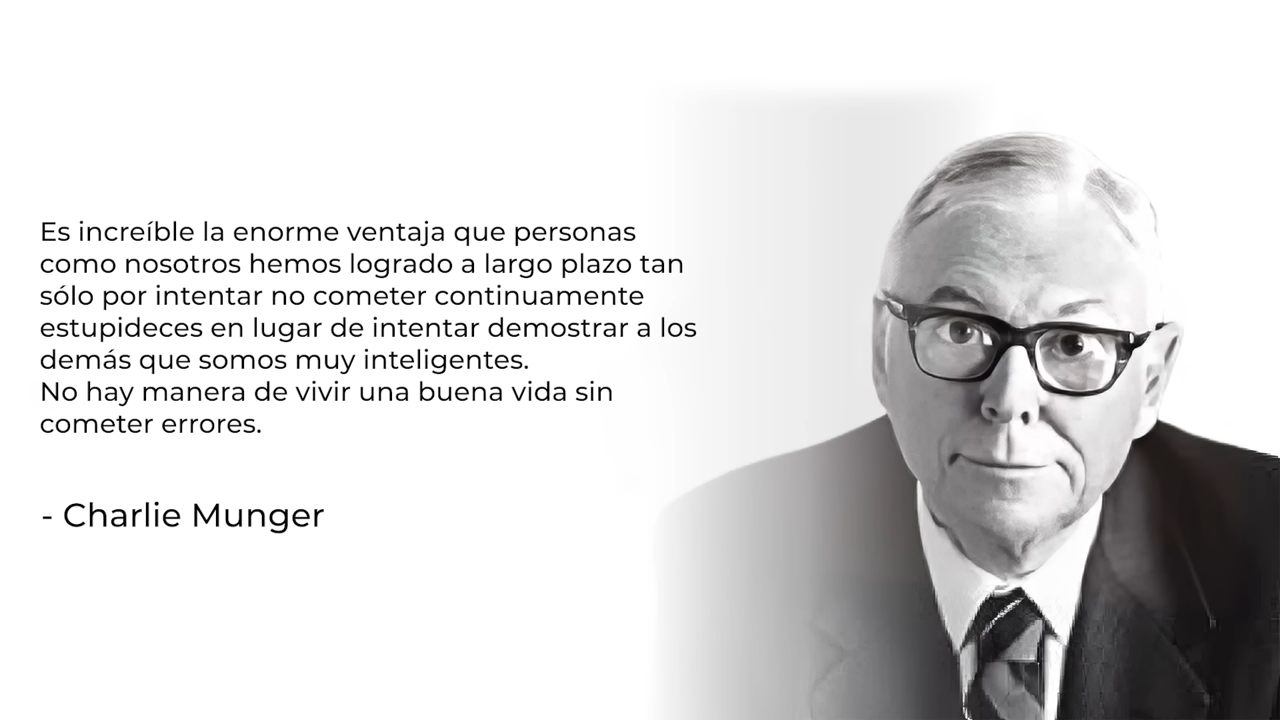 Es increíble la enorme ventaja que personas
como nosotros hemos logrado a largo plazo tan
sólo por intentar no cometer continuamente
estupideces en lugar de intentar demostrar a los
demás que somos muy inteligentes.
No hay manera de vivir una buena vida sin
cometer errores.
- Charlie Munger